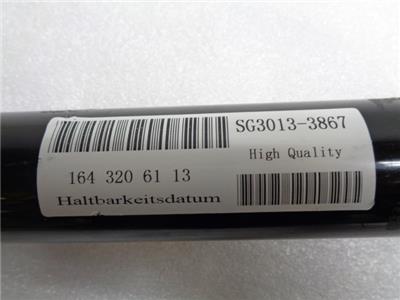 SG3013-3867
High Quality
164 320 61 13
Haltbarkeitsdatum